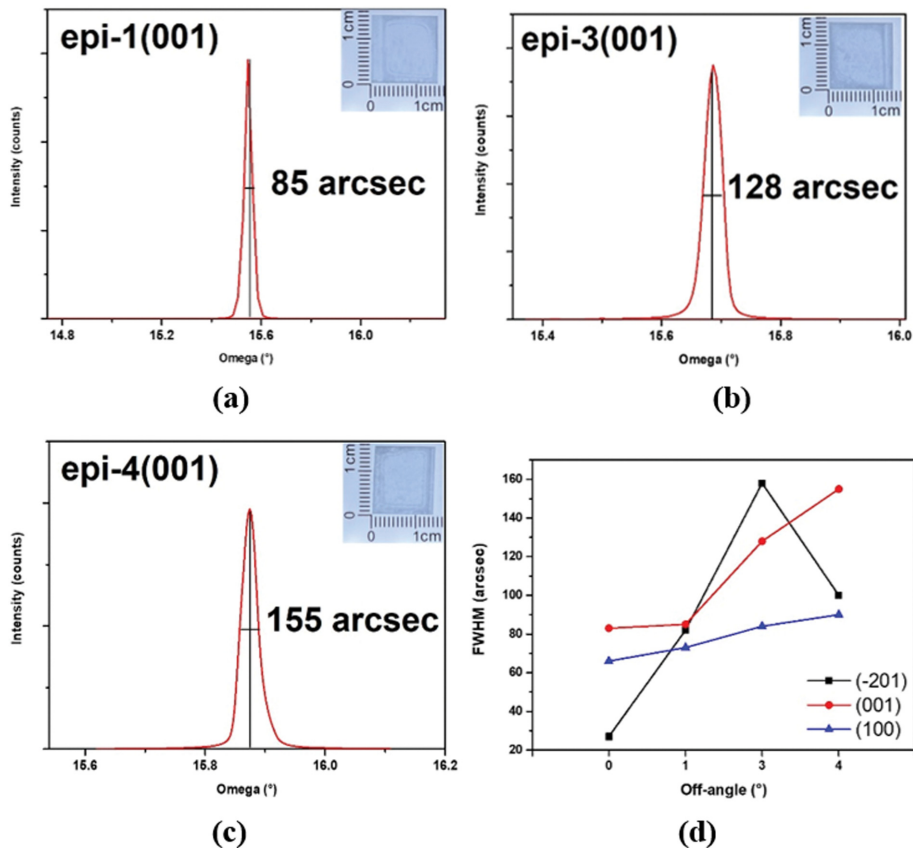 epi-1(001)
1cm
0
0 1cm
85 arcsec
Intensity (counts)
14.8 15.2 15.6 16.0
Omega (°)
(a)
epi-3(001)
1cm
0
0 1cm
128 arcsec
Intensity (counts)
15.4 15.6 15.8 16.0
Omega (°)
(b)
epi-4(001)
1cm
0
0 1cm
155 arcsec
Intensity (counts)
15.6 15.8 16.0 16.2
Omega (°)
(c)
160
140
120
100
80
60
40
20
FWHM (arcsec)
(-201)
(001)
(100)
0 1 3 4
Off-angle (°)
(d)